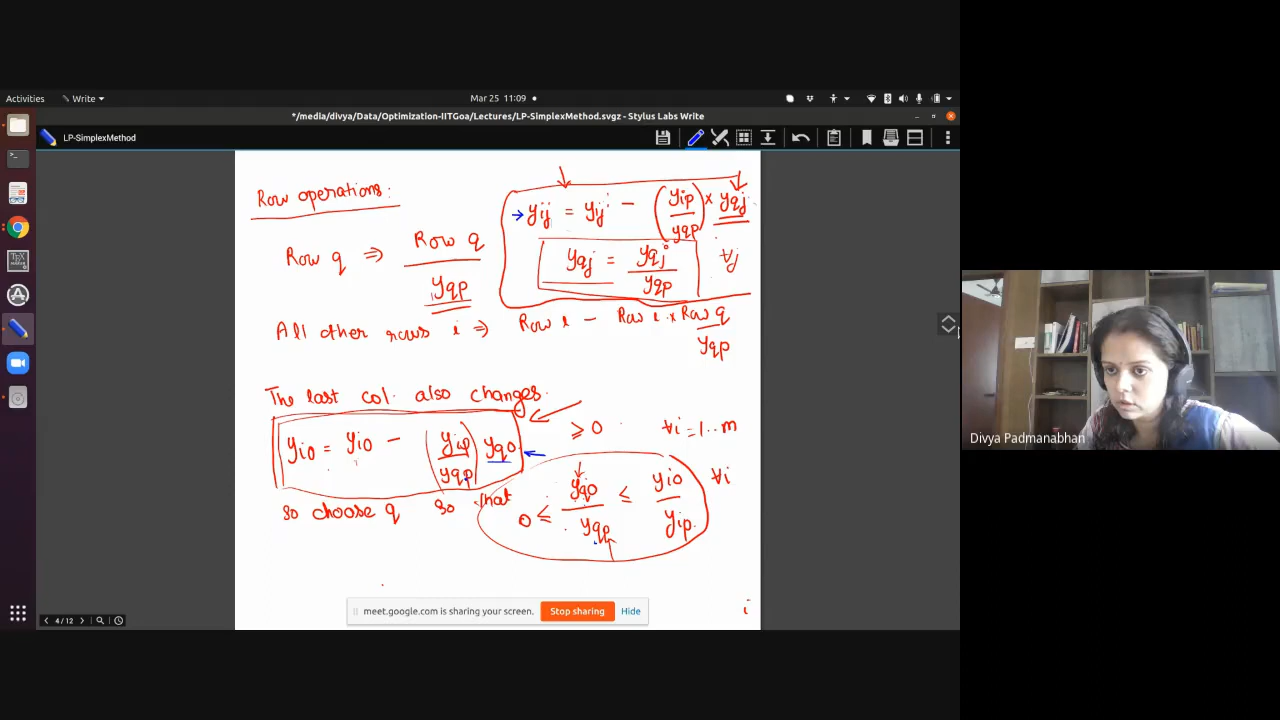 Activities
Write
Mar 25 11:09
*/media/divya/Data/Optimization-IITGoa/Lectures/LP-SimplexMethod.svgz - Stylus Labs Write
LP-SimplexMethod
Row operations:
yij = yij - (yip/yqp) × yqj
Row q ⇒ Row q / yqp
yqj = yqj/yqp ∀j
All other rows i ⇒ Row i - Row i × Row q / yqp
The last col. also changes.
yi0 = yi0 - (yip/yqp) yq0 ≥ 0 ∀i = 1..m
so choose q so that 0 ≤ yq0/yqp ≤ yi0/yip ∀i
i
meet.google.com is sharing your screen. Stop sharing Hide
4/12
Divya Padmanabhan